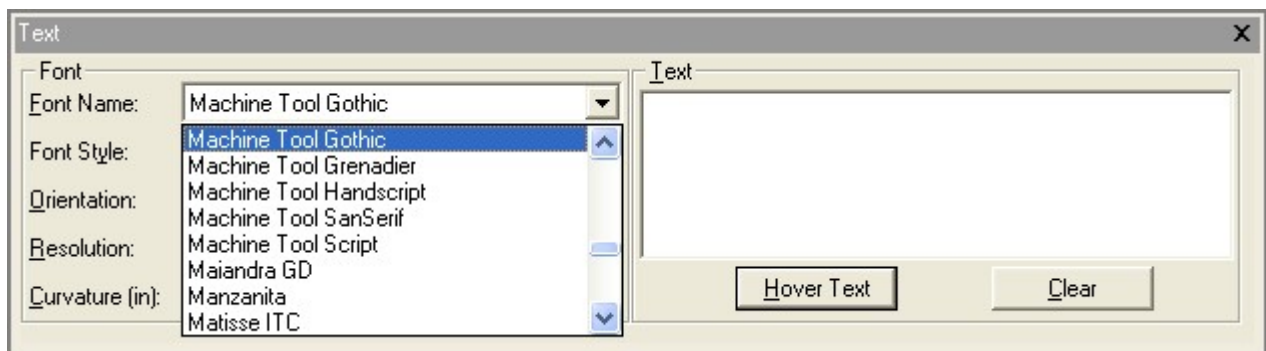 Text
Font
Font Name:
Machine Tool Gothic
Machine Tool Gothic
Font Style:
Machine Tool Grenadier
Machine Tool Handscript
Orientation:
Machine Tool SanSerif
Machine Tool Script
Resolution:
Maiandra GD
Manzanita
Curvature (in):
Matisse ITC
Text
Hover Text
Clear